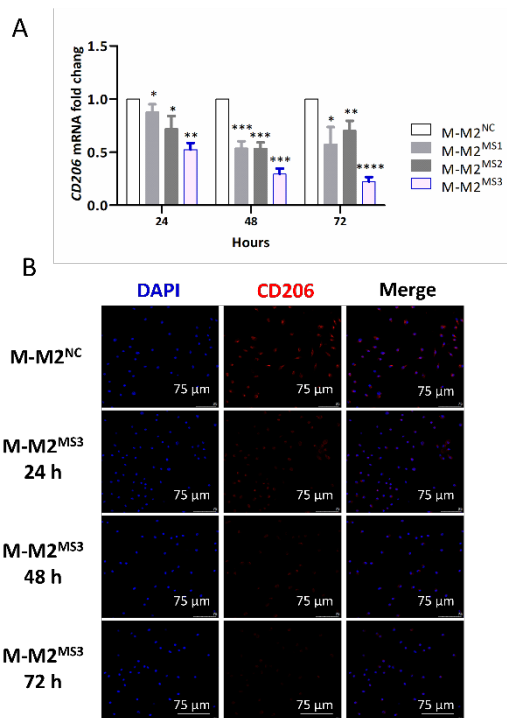 A
CD206 mRNA fold chang
1.5
1.0
0.5
0.0
* * **
*** *** ***
* ** ****
24 48 72
Hours
M-M2NC
M-M2MS1
M-M2MS2
M-M2MS3
B
DAPI CD206 Merge
M-M2NC
75 μm 75 μm 75 μm
M-M2MS3
24 h
75 μm 75 μm 75 μm
M-M2MS3
48 h
75 μm 75 μm 75 μm
M-M2MS3
72 h
75 μm 75 μm 75 μm